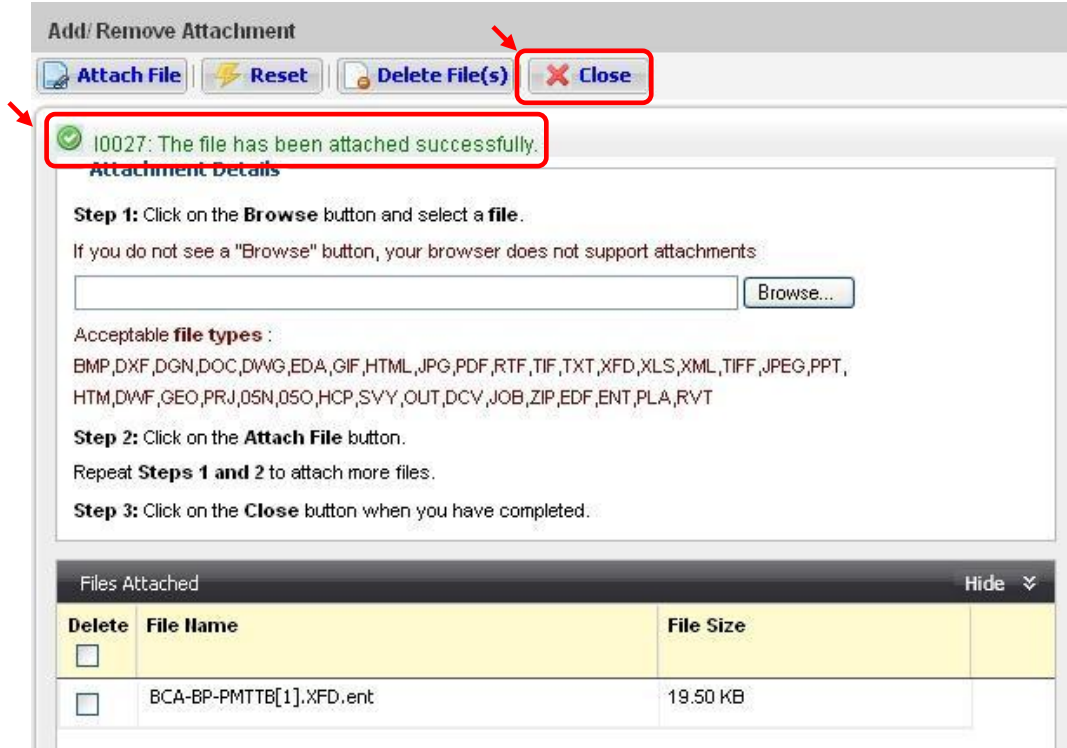 Add/ Remove Attachment
Attach File Reset Delete File(s) Close
I0027: The file has been attached successfully.
Attachment Details
Step 1: Click on the Browse button and select a file.
If you do not see a "Browse" button, your browser does not support attachments
Browse...
Acceptable file types :
BMP,DXF,DGN,DOC,DWG,EDA,GIF,HTML,JPG,PDF,RTF,TIF,TXT,XFD,XLS,XML,TIFF,JPEG,PPT,
HTM,DWF,GEO,PRJ,05N,05O,HCP,SVY,OUT,DCV,JOB,ZIP,EDF,ENT,PLA,RVT
Step 2: Click on the Attach File button.
Repeat Steps 1 and 2 to attach more files.
Step 3: Click on the Close button when you have completed.
Files Attached Hide
Delete File Name File Size
BCA-BP-PMTTB[1].XFD.ent 19.50 KB